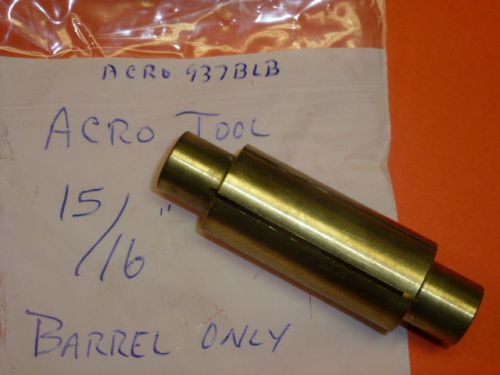 ACRO 937BLB
ACRO TOOL
15/16"
BARREL ONLY